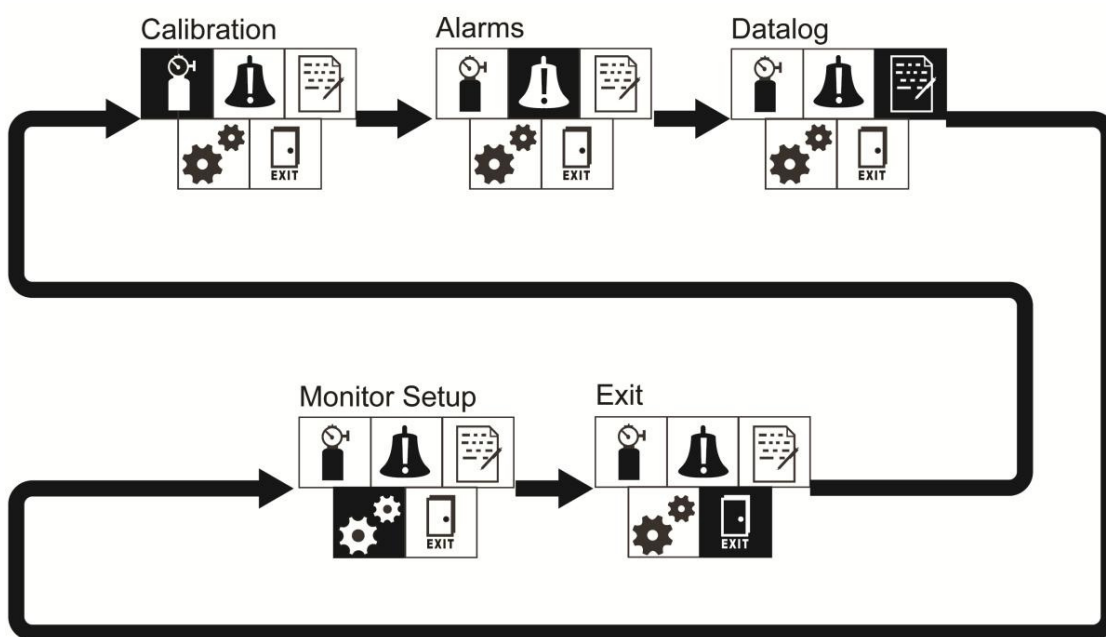 Calibration
Alarms
Datalog
EXIT
EXIT
EXIT
Monitor Setup
Exit
EXIT
EXIT